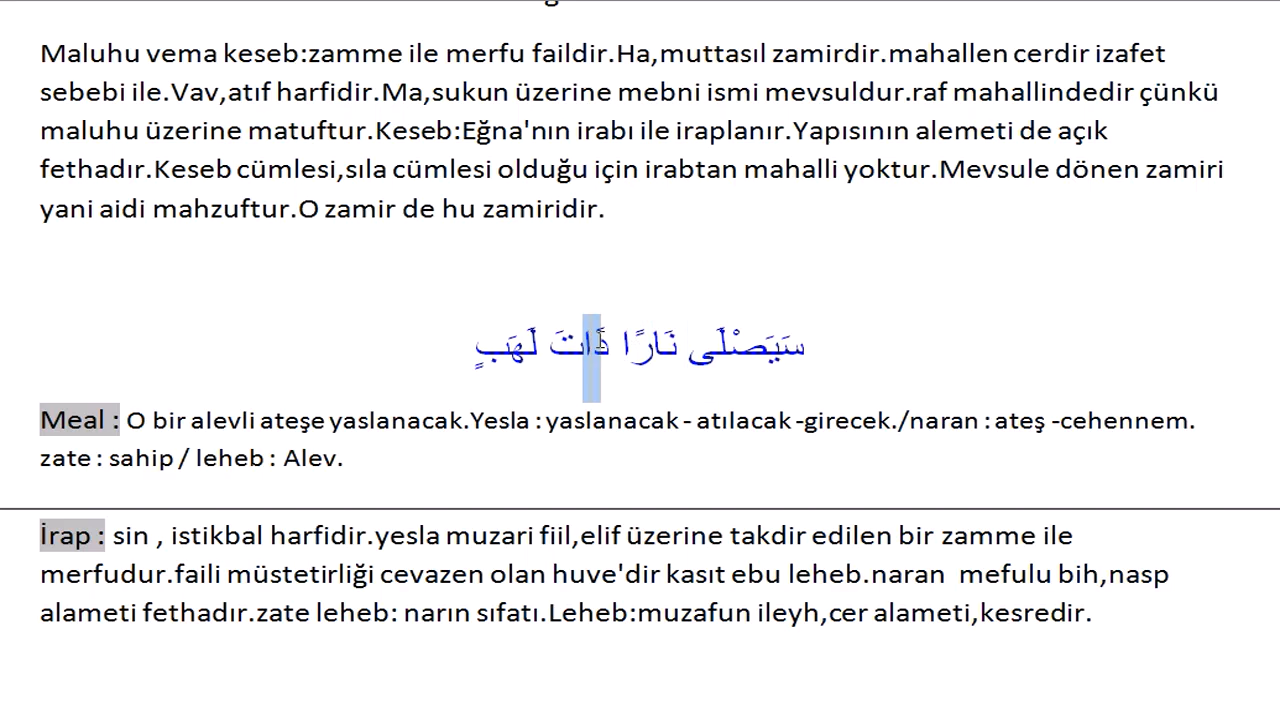 Maluhu vema keseb:zamme ile merfu faildir.Ha,muttasıl zamirdir.mahallen cerdir izafet
sebebi ile.Vav,atıf harfidir.Ma,sukun üzerine mebni ismi mevsuldur.raf mahallindedir çünkü
maluhu üzerine matuftur.Keseb:Eğna'nın irabı ile iraplanır.Yapısının alemeti de açık
fethadır.Keseb cümlesi,sıla cümlesi olduğu için irabtan mahalli yoktur.Mevsule dönen zamiri
yani aidi mahzuftur.O zamir de hu zamiridir.
سَيَصْلَى نَارًا ذَاتَ لَهَبٍ
Meal : O bir alevli ateşe yaslanacak.Yesla : yaslanacak - atılacak -girecek./naran : ateş -cehennem.
zate : sahip / leheb : Alev.
İrap : sin , istikbal harfidir.yesla muzari fiil,elif üzerine takdir edilen bir zamme ile
merfudur.faili müstetirliği cevazen olan huve'dir kasıt ebu leheb.naran  mefulu bih,nasp
alameti fethadır.zate leheb: narın sıfatı.Leheb:muzafun ileyh,cer alameti,kesredir.